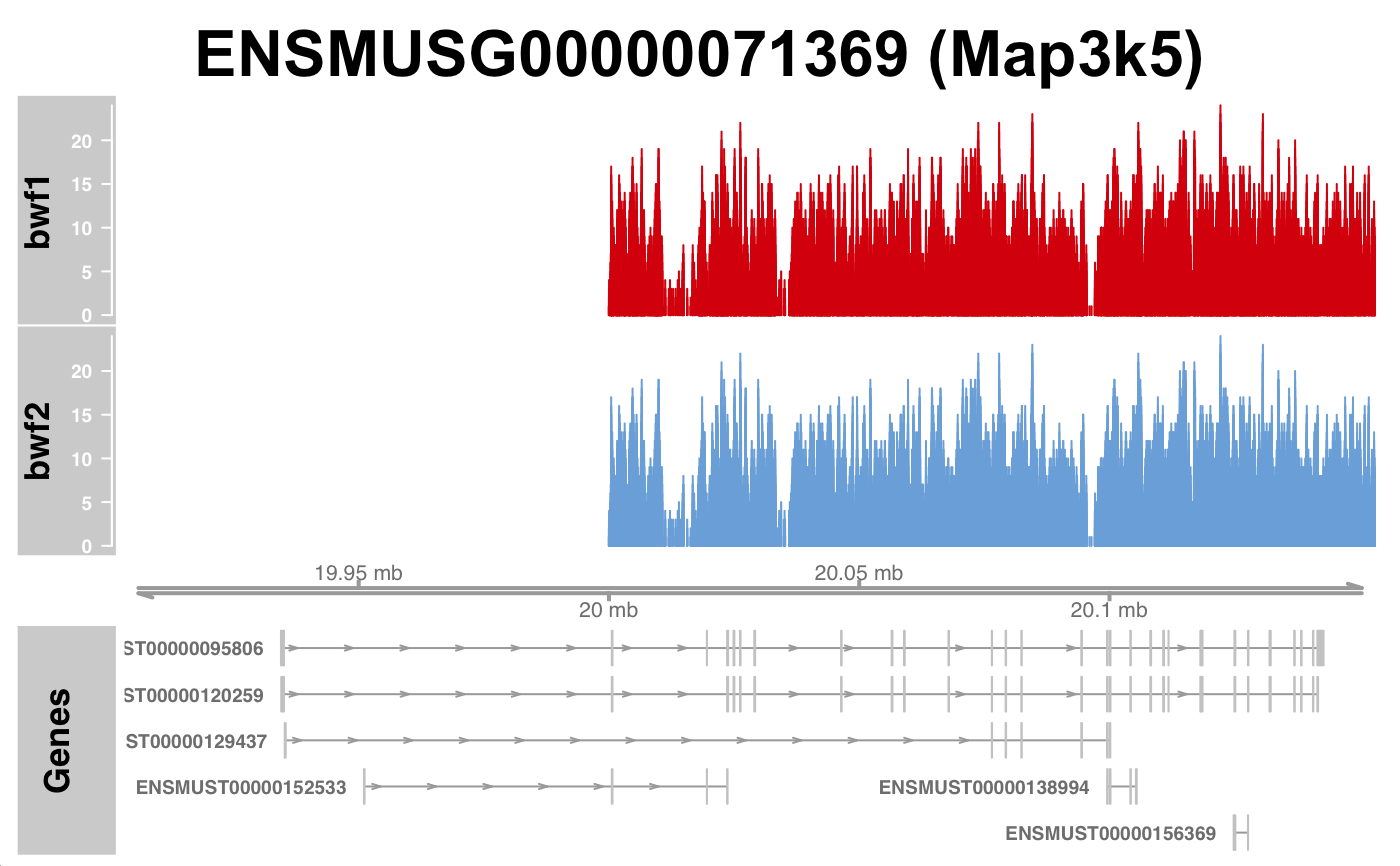 ENSMUSG00000071369 (Map3k5)
bwf1
20
15
10
5
0
bwf2
20
15
10
5
0
19.95 mb
20.05 mb
20 mb
20.1 mb
Genes
ST00000095806
ST00000120259
ST00000129437
ENSMUST00000152533
ENSMUST00000138994
ENSMUST00000156369